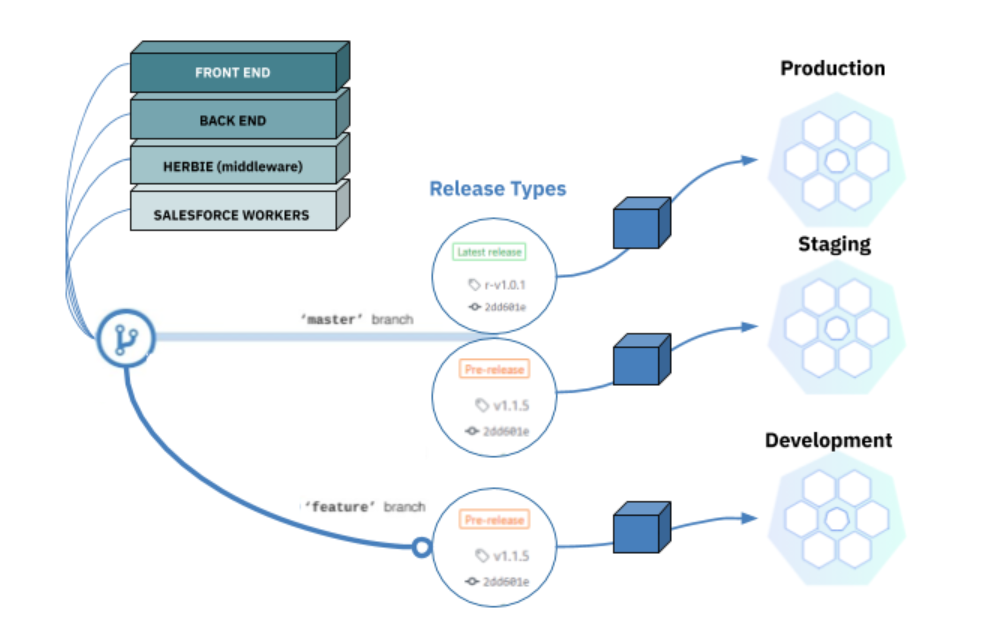 FRONT END
BACK END
HERBIE (middleware)
SALESFORCE WORKERS
Release Types
Latest release
r-v1.0.1
2dd601e
'master' branch
Pre-release
v1.1.5
2dd601e
'feature' branch
Pre-release
v1.1.5
2dd601e
Production
Staging
Development